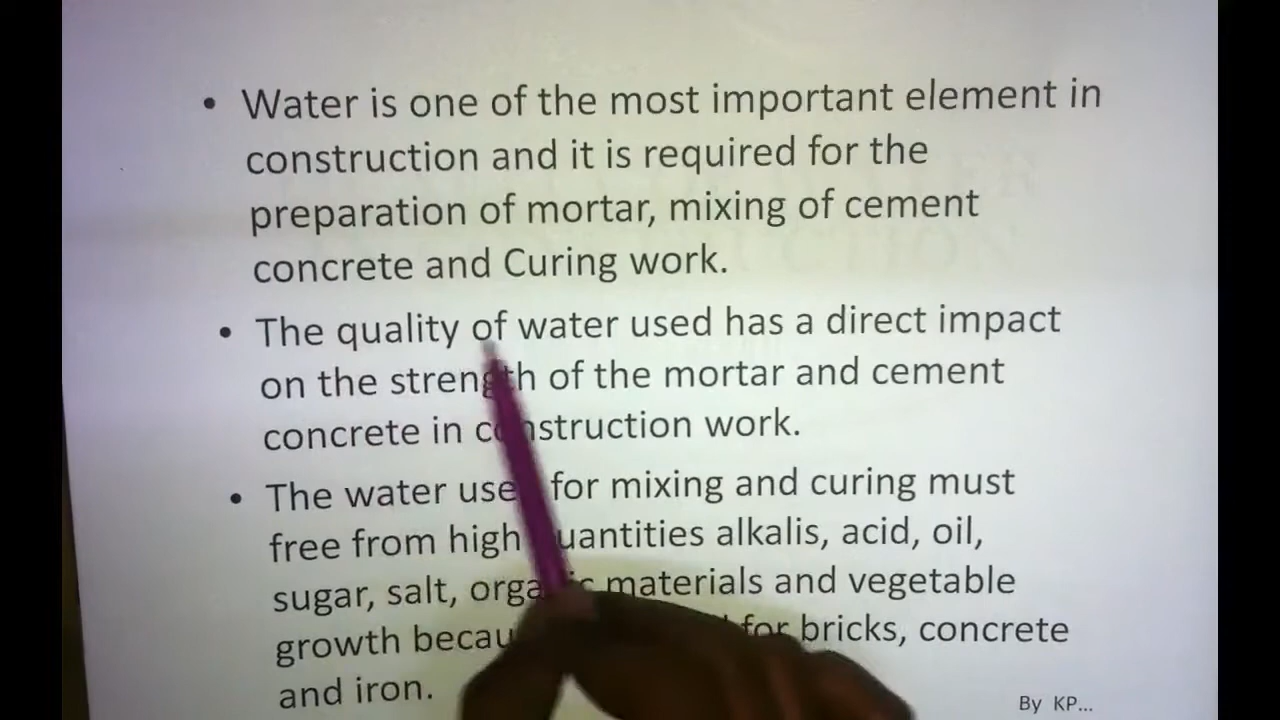 • Water is one of the most important element in
construction and it is required for the
preparation of mortar, mixing of cement
concrete and Curing work.
• The quality of water used has a direct impact
on the strength of the mortar and cement
concrete in construction work.
• The water used for mixing and curing must
free from high quantities alkalis, acid, oil,
sugar, salt, organic materials and vegetable
growth for bricks, concrete
and iron.
By KP...